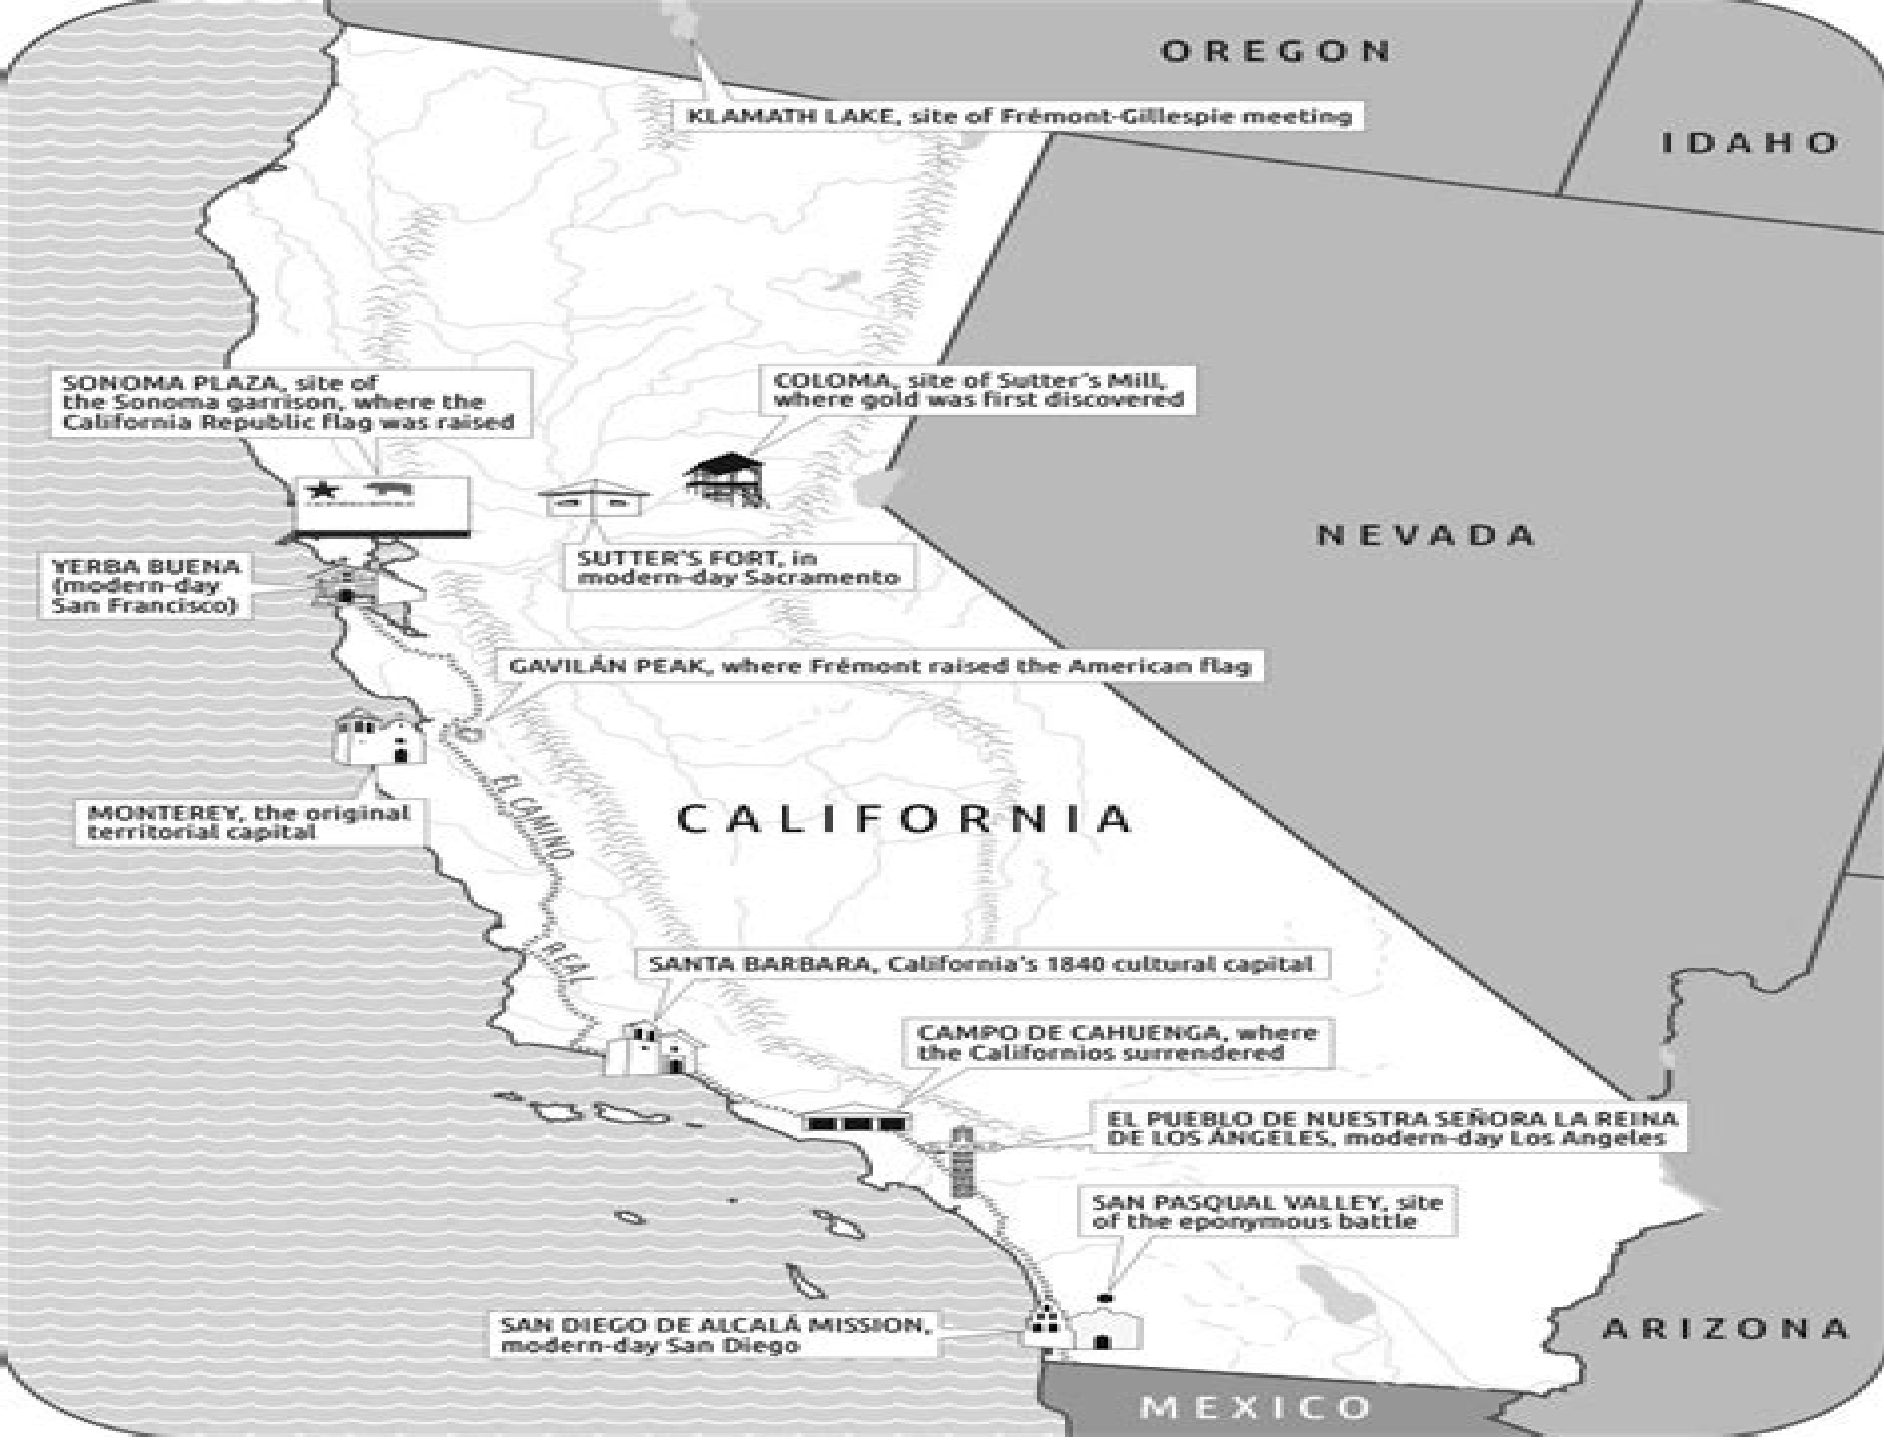 OREGON
KLAMATH LAKE, site of Frémont-Gillespie meeting
IDAHO
SONOMA PLAZA, site of
the Sonoma garrison, where the
California Republic flag was raised
COLOMA, site of Sutter's Mill,
where gold was first discovered
NEVADA
YERBA BUENA
(modern-day
San Francisco)
SUTTER'S FORT, in
modern-day Sacramento
GAVILÁN PEAK, where Frémont raised the American flag
MONTEREY, the original
territorial capital
EL CAMINO
REAL
CALIFORNIA
SANTA BARBARA, California's 1840 cultural capital
CAMPO DE CAHUENGA, where
the Californios surrendered
EL PUEBLO DE NUESTRA SEÑORA LA REINA
DE LOS ÁNGELES, modern-day Los Angeles
SAN PASQUAL VALLEY, site
of the eponymous battle
SAN DIEGO DE ALCALÁ MISSION,
modern-day San Diego
ARIZONA
MEXICO